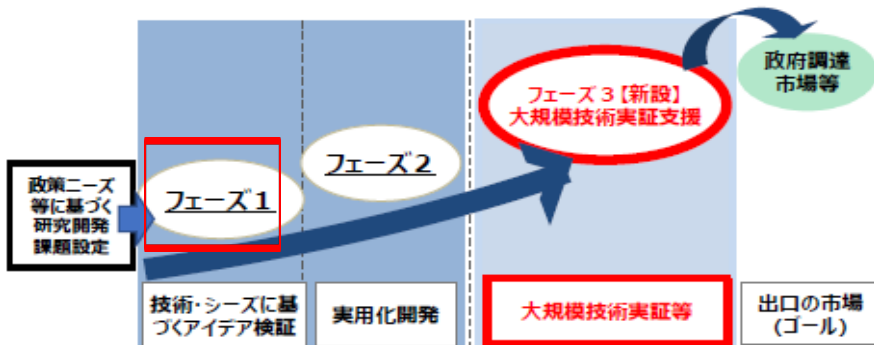 政策ニーズ
等に基づく
研究開発
課題設定
フェーズ1
フェーズ2
フェーズ3【新設】
大規模技術実証支援
政府調達
市場等
技術・シーズに基
づくアイデア検証
実用化開発
大規模技術実証等
出口の市場
(ゴール)